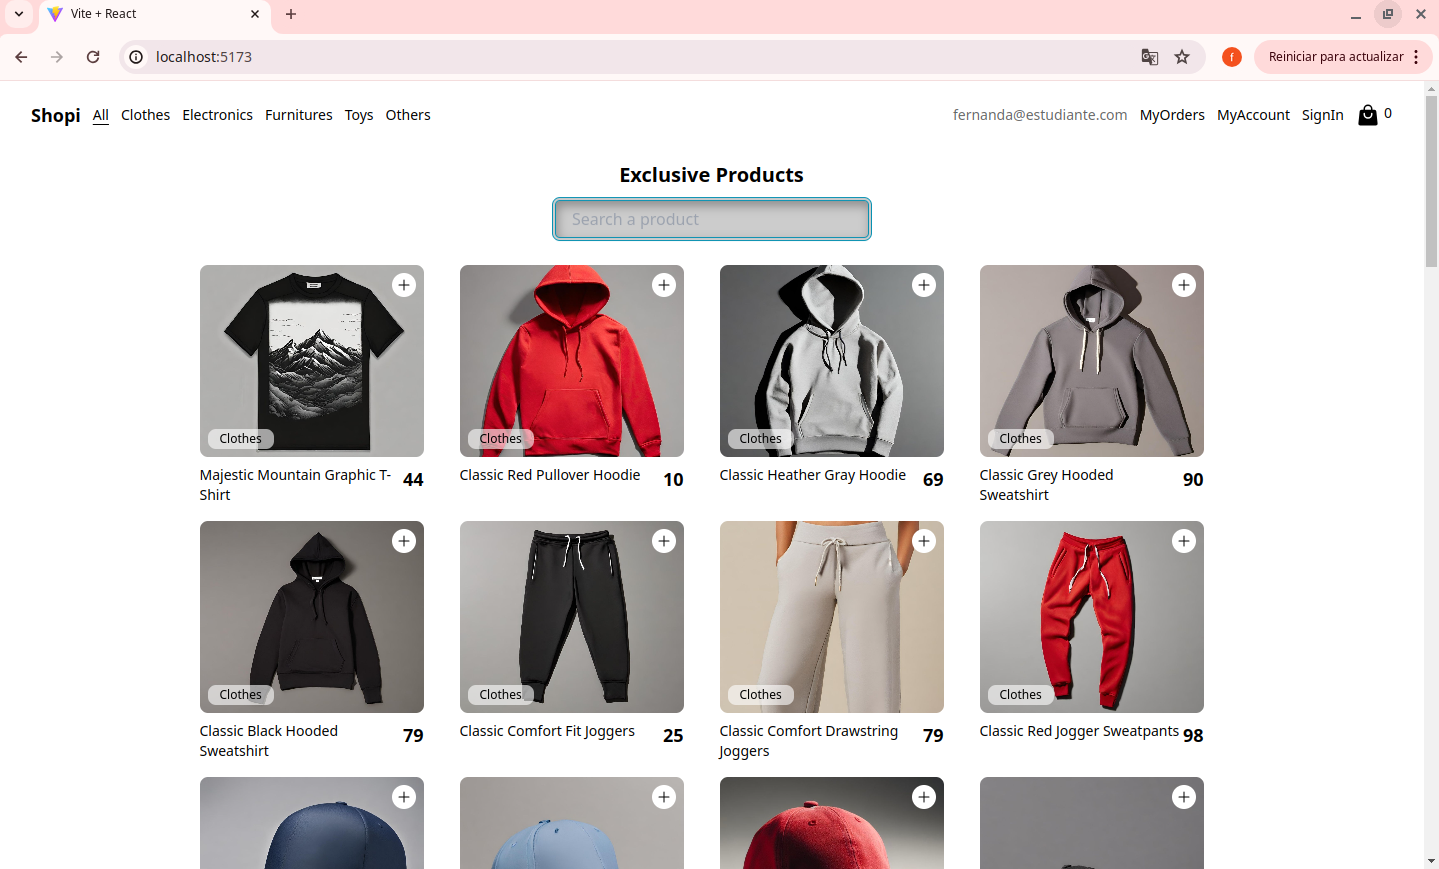 Vite + React
localhost:5173
f
Reiniciar para actualizar
Shopi All Clothes Electronics Furnitures Toys Others
fernanda@estudiante.com MyOrders MyAccount SignIn 0
Exclusive Products
Search a product
Clothes
Clothes
Clothes
Clothes
Majestic Mountain Graphic T-
Shirt
44
Classic Red Pullover Hoodie
10
Classic Heather Gray Hoodie
69
Classic Grey Hooded
Sweatshirt
90
Clothes
Clothes
Clothes
Clothes
Classic Black Hooded
Sweatshirt
79
Classic Comfort Fit Joggers
25
Classic Comfort Drawstring
Joggers
79
Classic Red Jogger Sweatpants
98